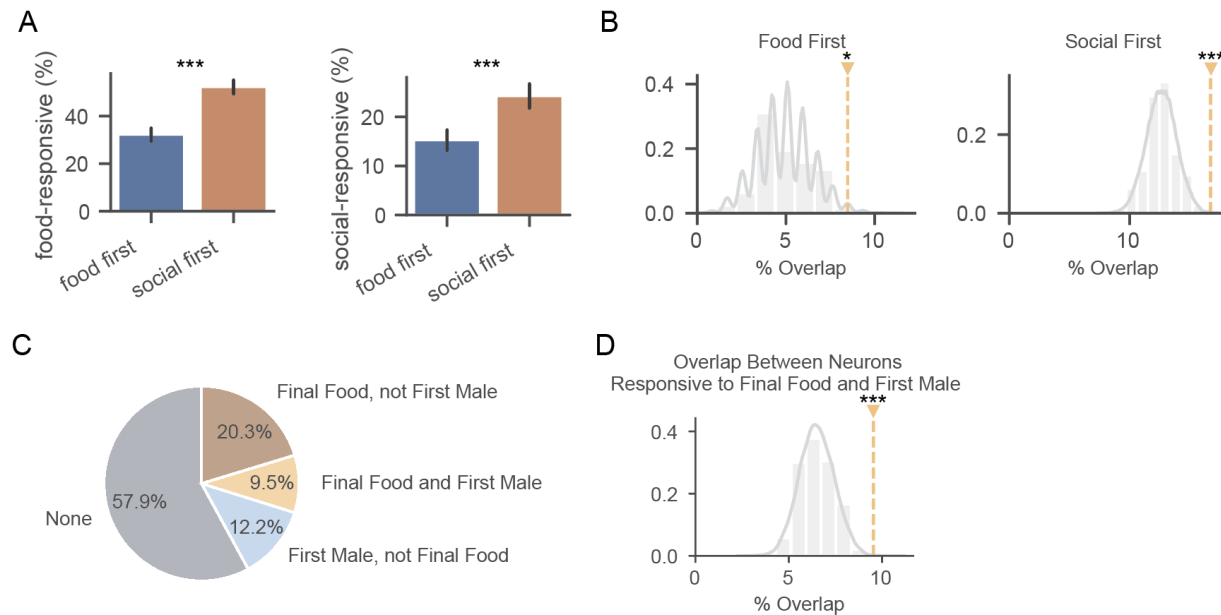 A
food-responsive (%)
40
20
0
***
food first
social first
social-responsive (%)
20
10
0
***
food first
social first
B
Food First
*
0.4
0.2
0.0
0
5
10
% Overlap
Social First
***
0.2
0.0
0
10
% Overlap
C
Final Food, not First Male
20.3%
9.5%
Final Food and First Male
57.9%
None
12.2%
First Male, not Final Food
D
Overlap Between Neurons
Responsive to Final Food and First Male
***
0.4
0.2
0.0
0
5
10
% Overlap